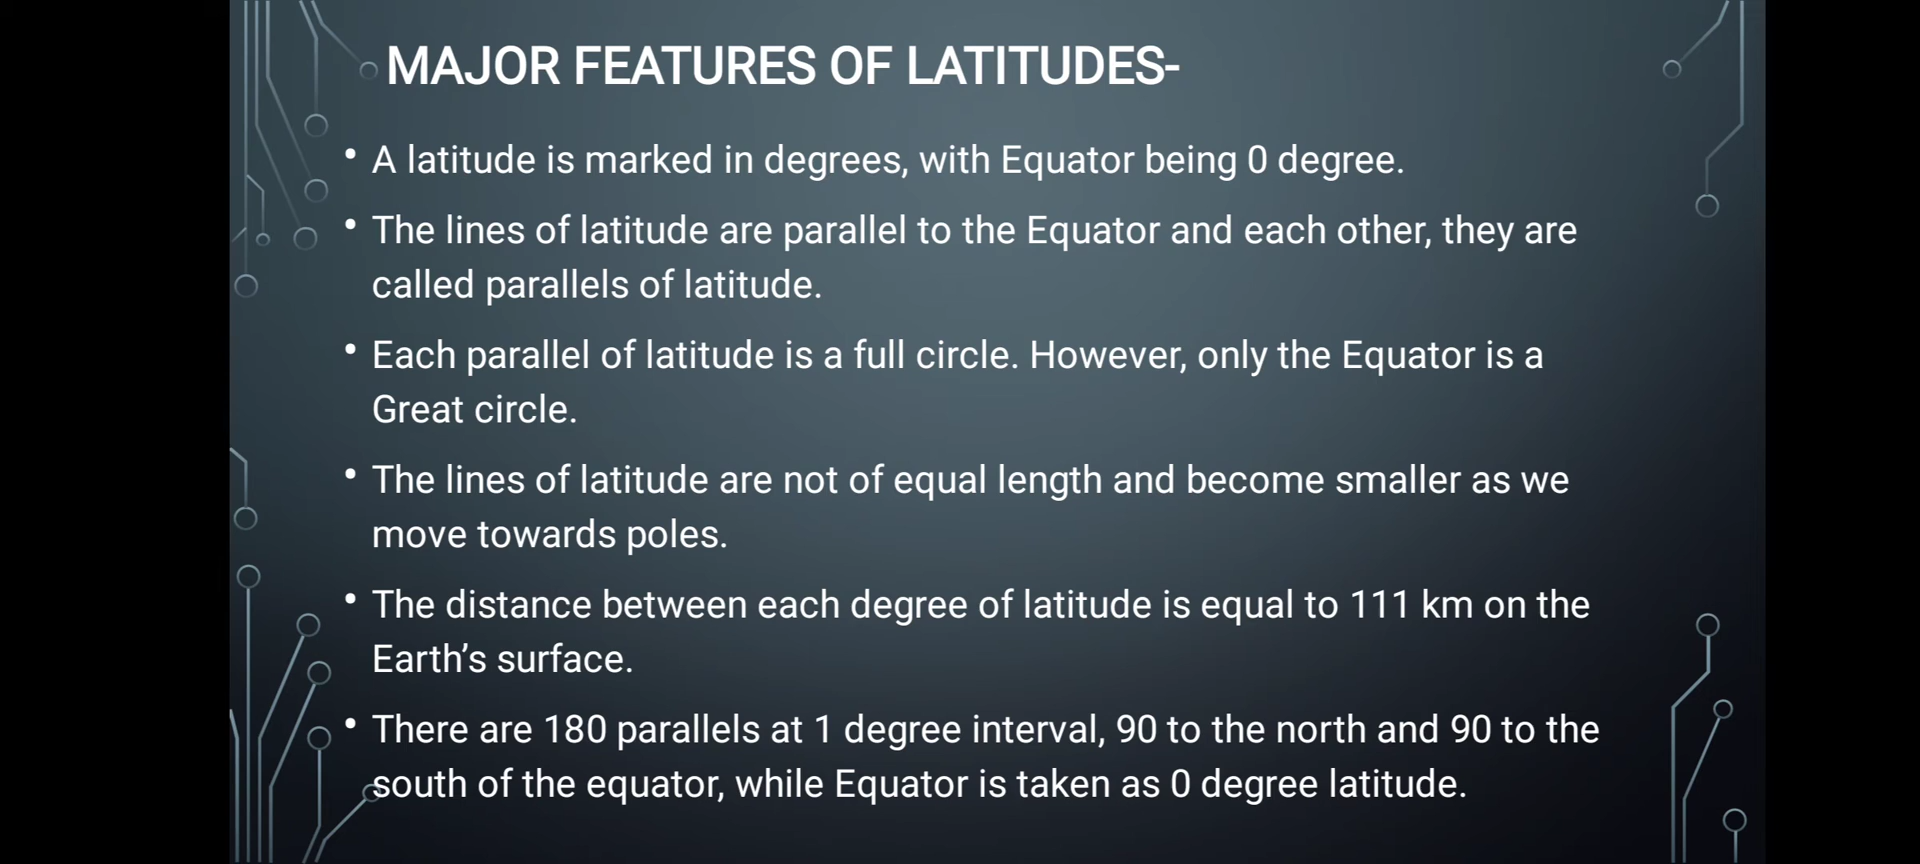 MAJOR FEATURES OF LATITUDES-
• A latitude is marked in degrees, with Equator being 0 degree.
• The lines of latitude are parallel to the Equator and each other, they are
called parallels of latitude.
• Each parallel of latitude is a full circle. However, only the Equator is a
Great circle.
• The lines of latitude are not of equal length and become smaller as we
move towards poles.
• The distance between each degree of latitude is equal to 111 km on the
Earth’s surface.
• There are 180 parallels at 1 degree interval, 90 to the north and 90 to the
south of the equator, while Equator is taken as 0 degree latitude.